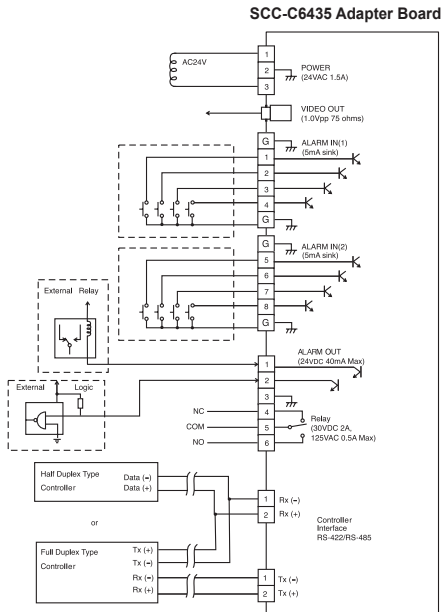 SCC-C6435 Adapter Board
AC24V
1
2
3
POWER
(24VAC 1.5A)
VIDEO OUT
(1.0Vpp 75 ohms)
G
1
2
3
4
G
ALARM IN(1)
(5mA sink)
G
5
6
7
8
G
ALARM IN(2)
(5mA sink)
External Relay
External Logic
1
2
3
4
5
6
ALARM OUT
(24VDC 40mA Max)
NC
COM
NO
Relay
(30VDC 2A,
125VAC 0.5A Max)
Half Duplex Type
Controller
Data (-)
Data (+)
or
Full Duplex Type
Controller
Tx (+)
Tx (-)
Rx (-)
Rx (+)
1 Rx (-)
2 Rx (+)
Controller
Interface
RS-422/RS-485
1 Tx (-)
2 Tx (+)